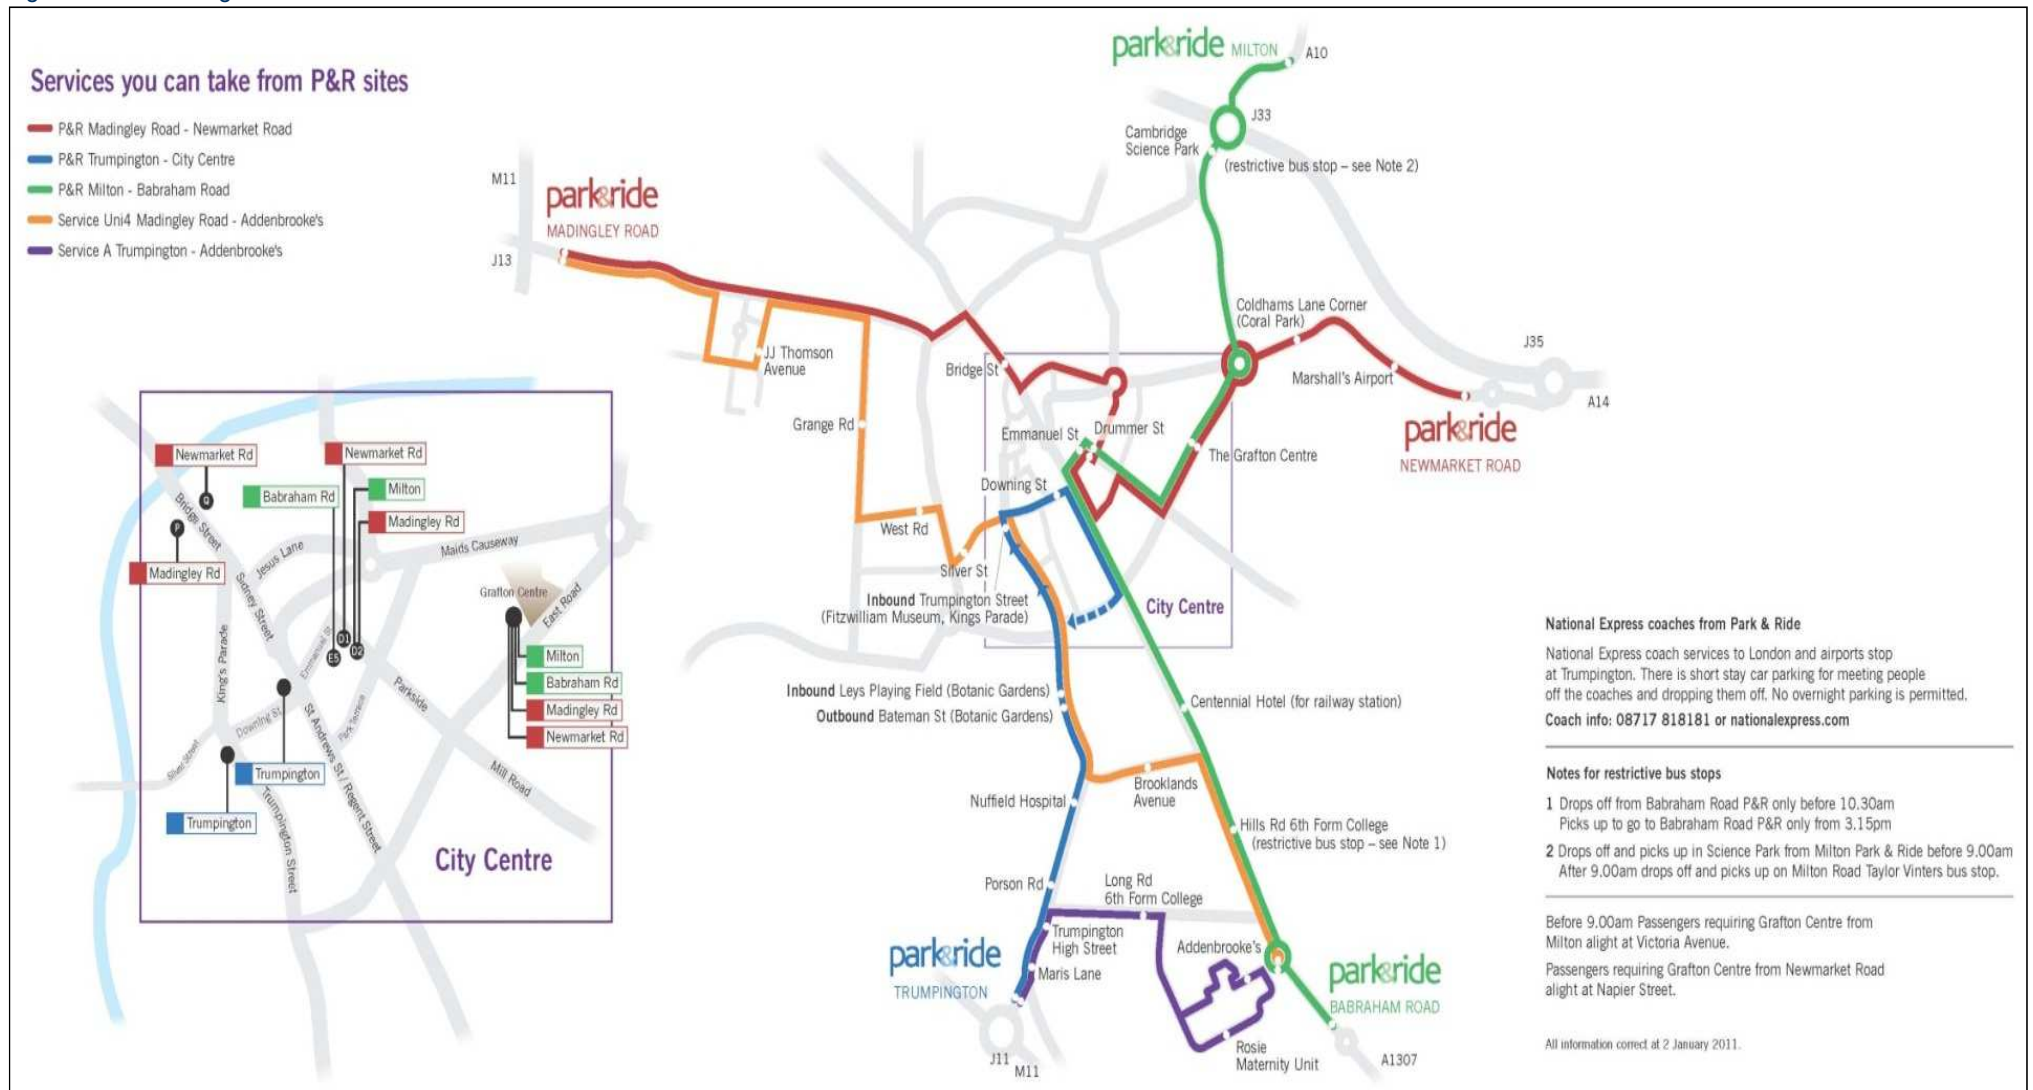 Services you can take from P&R sites
P&R Madingley Road - Newmarket Road
P&R Trumpington - City Centre
P&R Milton - Babraham Road
Service Uni4 Madingley Road - Addenbrooke's
Service A Trumpington - Addenbrooke's
park&ride MILTON
A10
J33
Cambridge
Science Park
(restrictive bus stop – see Note 2)
M11
park&ride
MADINGLEY ROAD
J13
JJ Thomson
Avenue
Grange Rd
West Rd
Silver St
Bridge St
Emmanuel St
Drummer St
Downing St
Coldhams Lane Corner
(Coral Park)
Marshall's Airport
J35
A14
park&ride
NEWMARKET ROAD
The Grafton Centre
City Centre
Inbound Trumpington Street
(Fitzwilliam Museum, Kings Parade)
Inbound Leys Playing Field (Botanic Gardens)
Outbound Bateman St (Botanic Gardens)
Centennial Hotel (for railway station)
Nuffield Hospital
Brooklands
Avenue
Hills Rd 6th Form College
(restrictive bus stop – see Note 1)
Porson Rd
Long Rd
6th Form College
Trumpington
High Street
Maris Lane
Addenbrooke's
park&ride
TRUMPINGTON
park&ride
BABRAHAM ROAD
Rosie
Maternity Unit
J11
M11
A1307
Newmarket Rd
Newmarket Rd
Babraham Rd
Milton
Madingley Rd
Madingley Rd
Q
P
D1
D2
E5
Bridge Street
Jesus Lane
Maids Causeway
Sidney Street
King's Parade
Emmanuel St
Grafton Centre
East Road
Milton
Babraham Rd
Madingley Rd
Newmarket Rd
Parkside
Park Terrace
Downing St
Silver Street
St Andrews St / Regent Street
Mill Road
Trumpington
Trumpington
Trumpington Street
City Centre
National Express coaches from Park & Ride
National Express coach services to London and airports stop
at Trumpington. There is short stay car parking for meeting people
off the coaches and dropping them off. No overnight parking is permitted.
Coach info: 08717 818181 or nationalexpress.com
Notes for restrictive bus stops
1 Drops off from Babraham Road P&R only before 10.30am
Picks up to go to Babraham Road P&R only from 3.15pm
2 Drops off and picks up in Science Park from Milton Park & Ride before 9.00am
After 9.00am drops off and picks up on Milton Road Taylor Vinters bus stop.
Before 9.00am Passengers requiring Grafton Centre from
Milton alight at Victoria Avenue.
Passengers requiring Grafton Centre from Newmarket Road
alight at Napier Street.
All information correct at 2 January 2011.